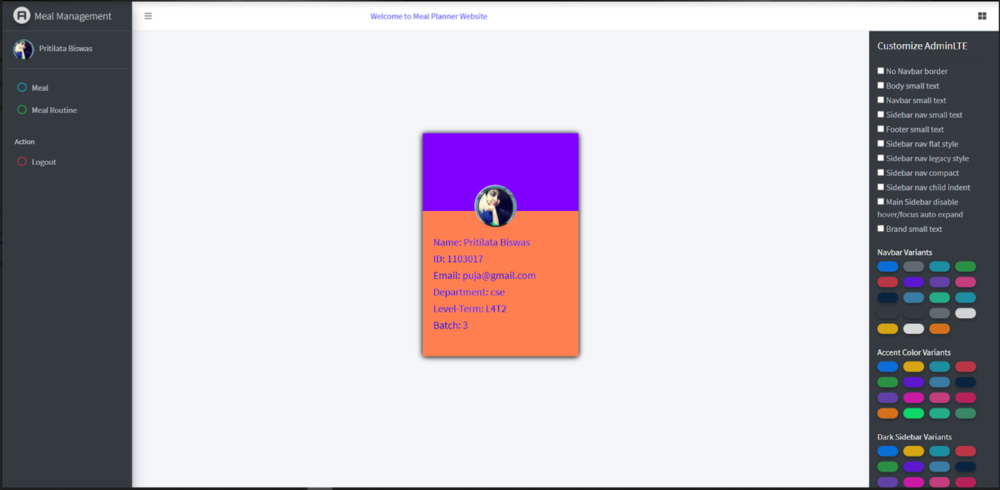 Meal Management
Welcome to Meal Planner Website
Pritilata Biswas
Meal
Meal Routine
Action
Logout
Name: Pritilata Biswas
ID: 1103017
Email: puja@gmail.com
Department: cse
Level-Term: L4T2
Batch: 3
Customize AdminLTE
No Navbar border
Body small text
Navbar small text
Sidebar nav small text
Footer small text
Sidebar nav flat style
Sidebar nav legacy style
Sidebar nav compact
Sidebar nav child indent
Main Sidebar disable
hover/focus auto expand
Brand small text
Navbar Variants
Accent Color Variants
Dark Sidebar Variants